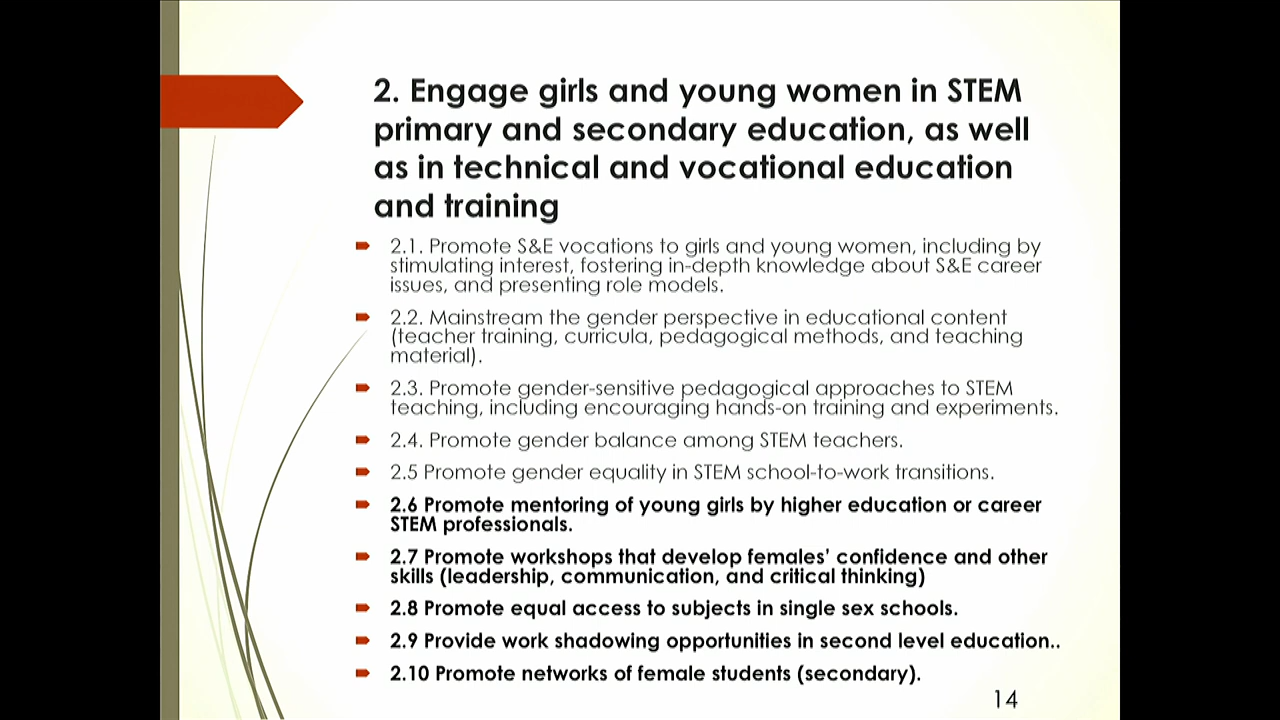 2. Engage girls and young women in STEM
primary and secondary education, as well
as in technical and vocational education
and training
2.1. Promote S&E vocations to girls and young women, including by
stimulating interest, fostering in-depth knowledge about S&E career
issues, and presenting role models.
2.2. Mainstream the gender perspective in educational content
(teacher training, curricula, pedagogical methods, and teaching
material).
2.3. Promote gender-sensitive pedagogical approaches to STEM
teaching, including encouraging hands-on training and experiments.
2.4. Promote gender balance among STEM teachers.
2.5 Promote gender equality in STEM school-to-work transitions.
2.6 Promote mentoring of young girls by higher education or career
STEM professionals.
2.7 Promote workshops that develop females' confidence and other
skills (leadership, communication, and critical thinking)
2.8 Promote equal access to subjects in single sex schools.
2.9 Provide work shadowing opportunities in second level education..
2.10 Promote networks of female students (secondary).
14